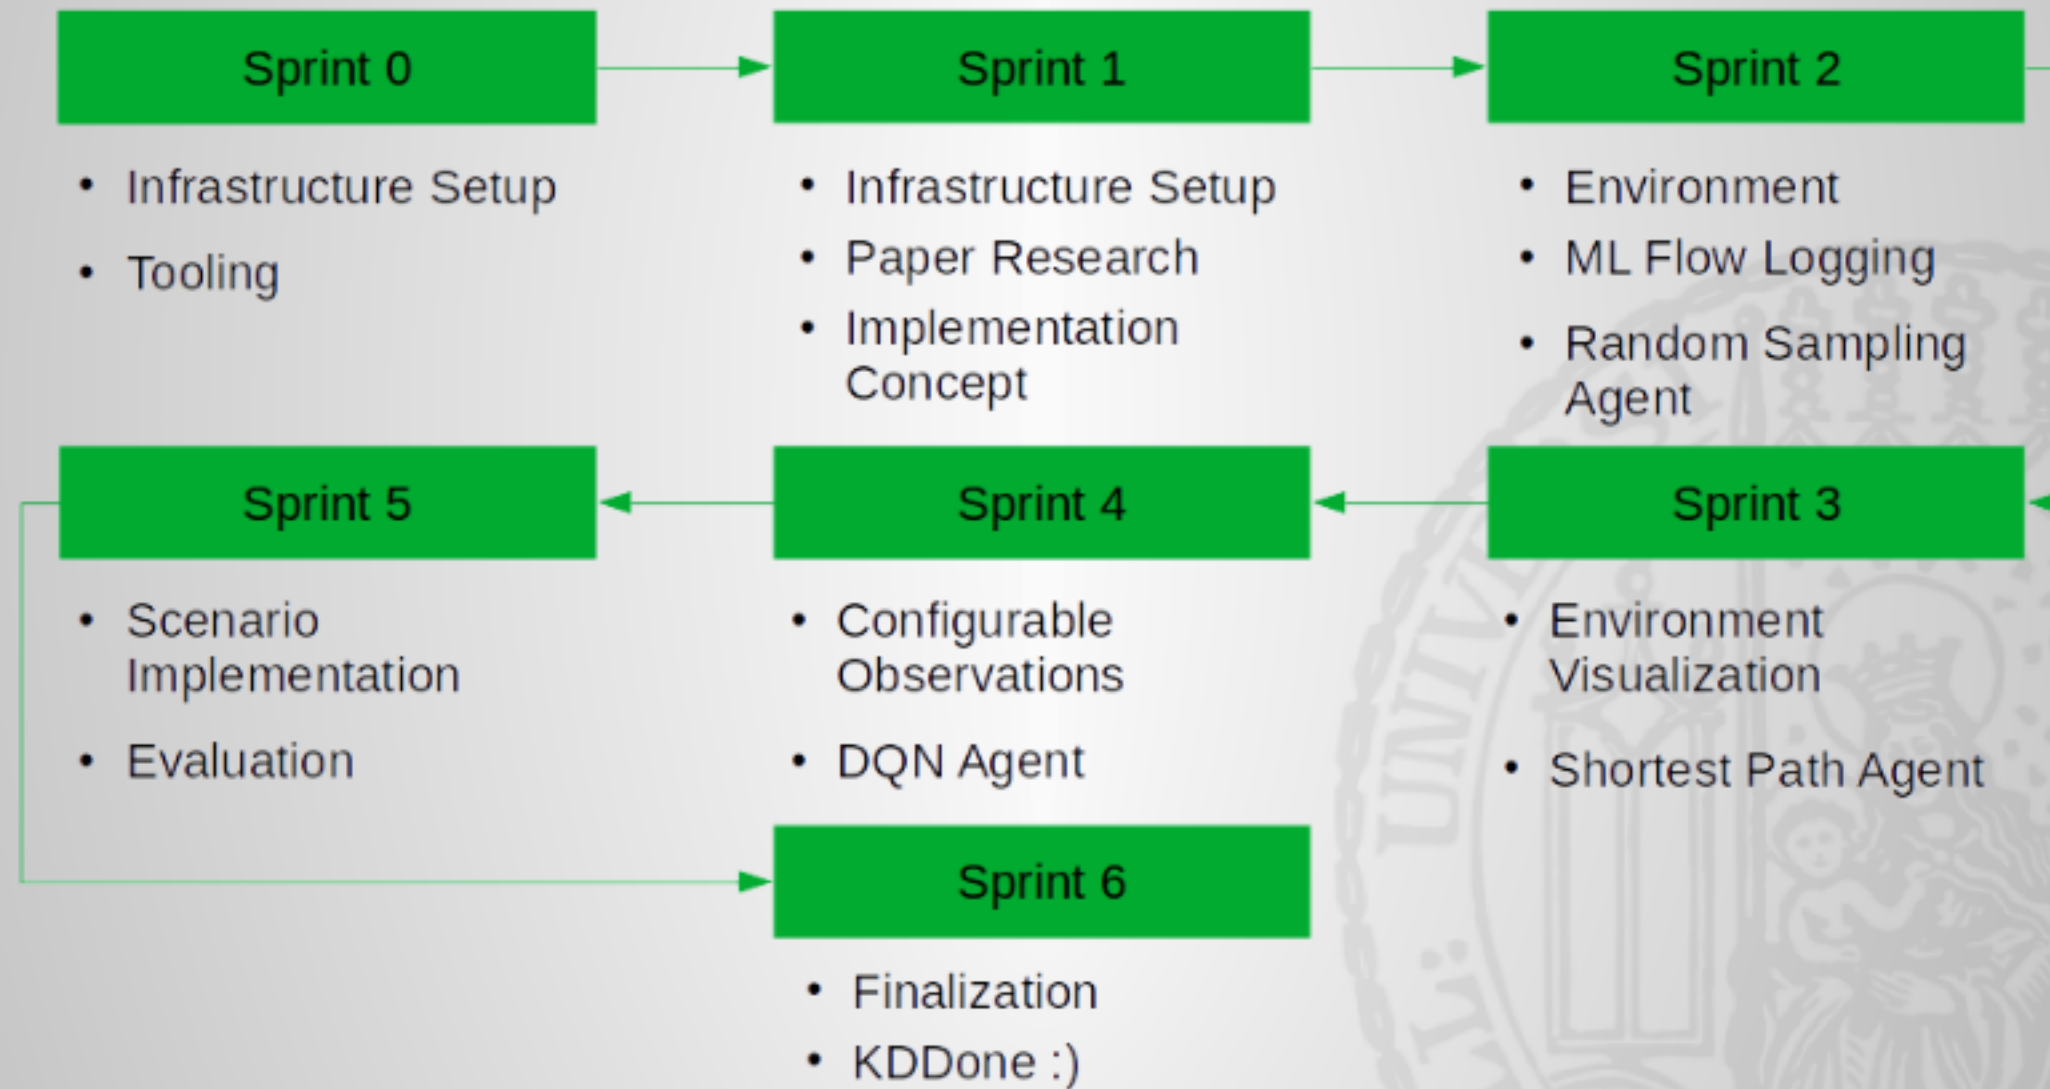 Sprint 0
• Infrastructure Setup
• Tooling
Sprint 1
• Infrastructure Setup
• Paper Research
• Implementation
Concept
Sprint 2
• Environment
• ML Flow Logging
• Random Sampling
Agent
Sprint 3
• Environment
Visualization
• Shortest Path Agent
Sprint 4
• Configurable
Observations
• DQN Agent
Sprint 5
• Scenario
Implementation
• Evaluation
Sprint 6
• Finalization
• KDDone :)